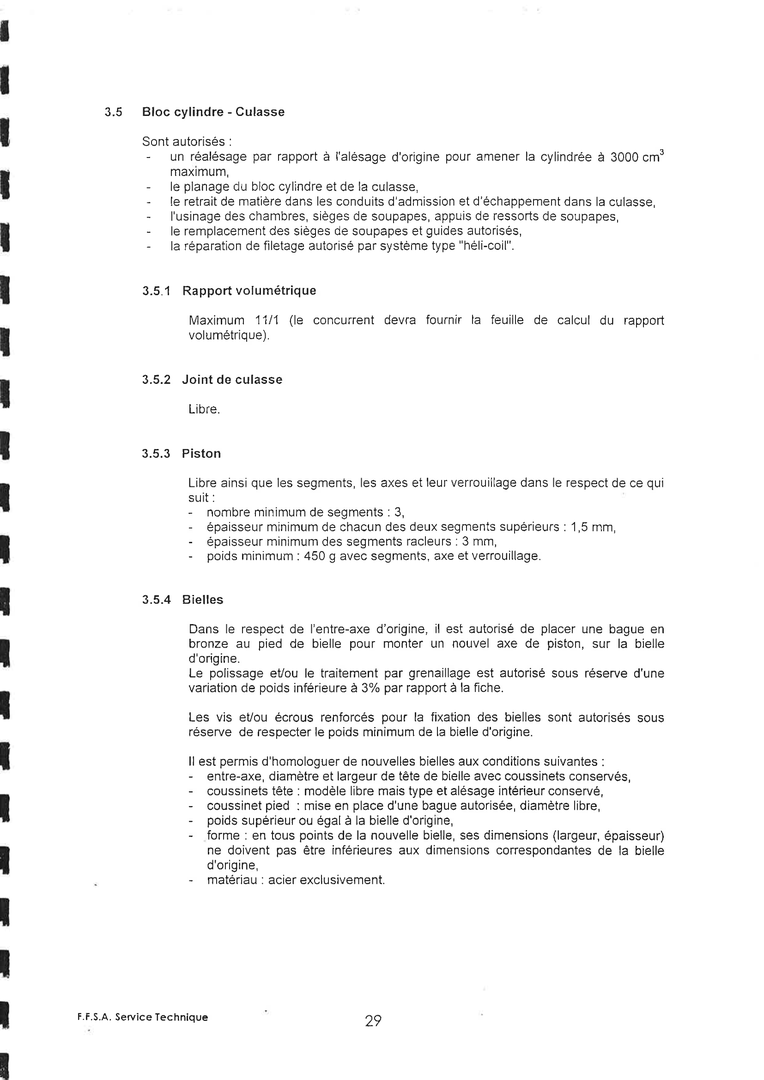 3.5 Bloc cylindre - Culasse
Sont autorisés :
- un réalésage par rapport à l'alésage d'origine pour amener la cylindrée à 3000 cm³
maximum,
- le planage du bloc cylindre et de la culasse,
- le retrait de matière dans les conduits d'admission et d'échappement dans la culasse,
- l'usinage des chambres, sièges de soupapes, appuis de ressorts de soupapes,
- le remplacement des sièges de soupapes et guides autorisés,
- la réparation de filetage autorisé par système type "héli-coil".
3.5.1 Rapport volumétrique
Maximum 11/1 (le concurrent devra fournir la feuille de calcul du rapport
volumétrique).
3.5.2 Joint de culasse
Libre.
3.5.3 Piston
Libre ainsi que les segments, les axes et leur verrouillage dans le respect de ce qui
suit :
- nombre minimum de segments : 3,
- épaisseur minimum de chacun des deux segments supérieurs : 1,5 mm,
- épaisseur minimum des segments racleurs : 3 mm,
- poids minimum : 450 g avec segments, axe et verrouillage.
3.5.4 Bielles
Dans le respect de l'entre-axe d'origine, il est autorisé de placer une bague en
bronze au pied de bielle pour monter un nouvel axe de piston, sur la bielle
d'origine.
Le polissage et/ou le traitement par grenaillage est autorisé sous réserve d'une
variation de poids inférieure à 3% par rapport à la fiche.
Les vis et/ou écrous renforcés pour la fixation des bielles sont autorisés sous
réserve de respecter le poids minimum de la bielle d'origine.
Il est permis d'homologuer de nouvelles bielles aux conditions suivantes :
- entre-axe, diamètre et largeur de tête de bielle avec coussinets conservés,
- coussinets tête : modèle libre mais type et alésage intérieur conservé,
- coussinet pied : mise en place d'une bague autorisée, diamètre libre,
- poids supérieur ou égal à la bielle d'origine,
- forme : en tous points de la nouvelle bielle, ses dimensions (largeur, épaisseur)
ne doivent pas être inférieures aux dimensions correspondantes de la bielle
d'origine,
- matériau : acier exclusivement.
F.F.S.A. Service Technique
29